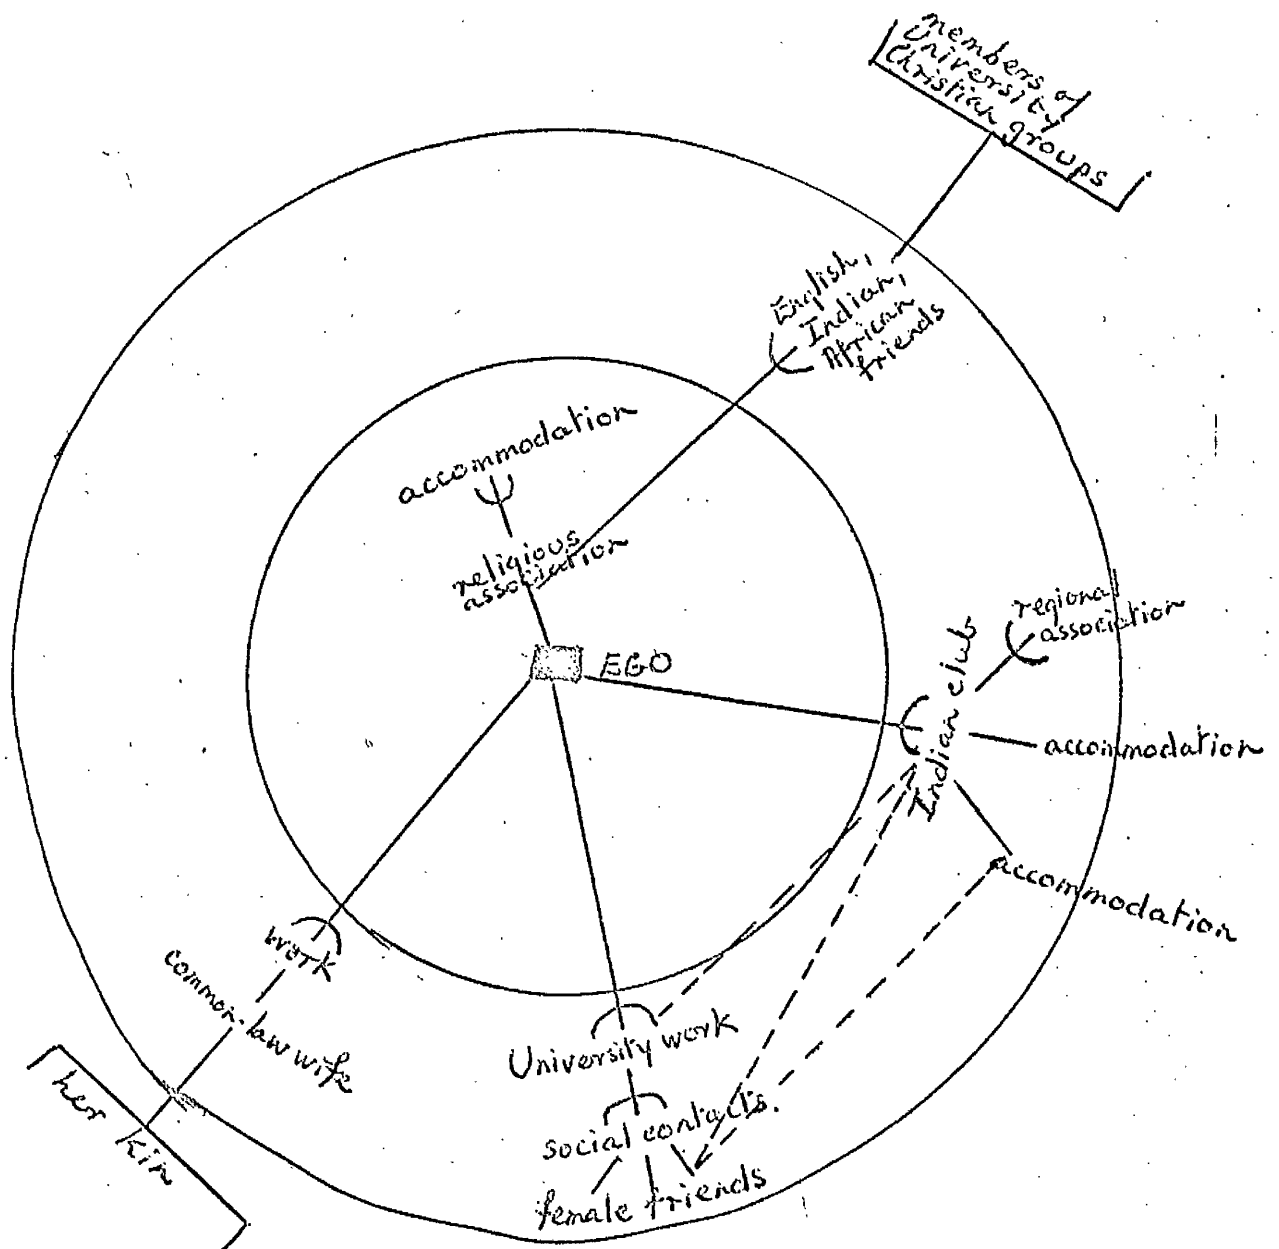 members of
University
Christian groups
English,
Indian,
African
friends
accommodation
religious
association
EGO
regional
association
Indian club
accommodation
accommodation
work
common-law wife
her kin
University work
social contacts.
female friends